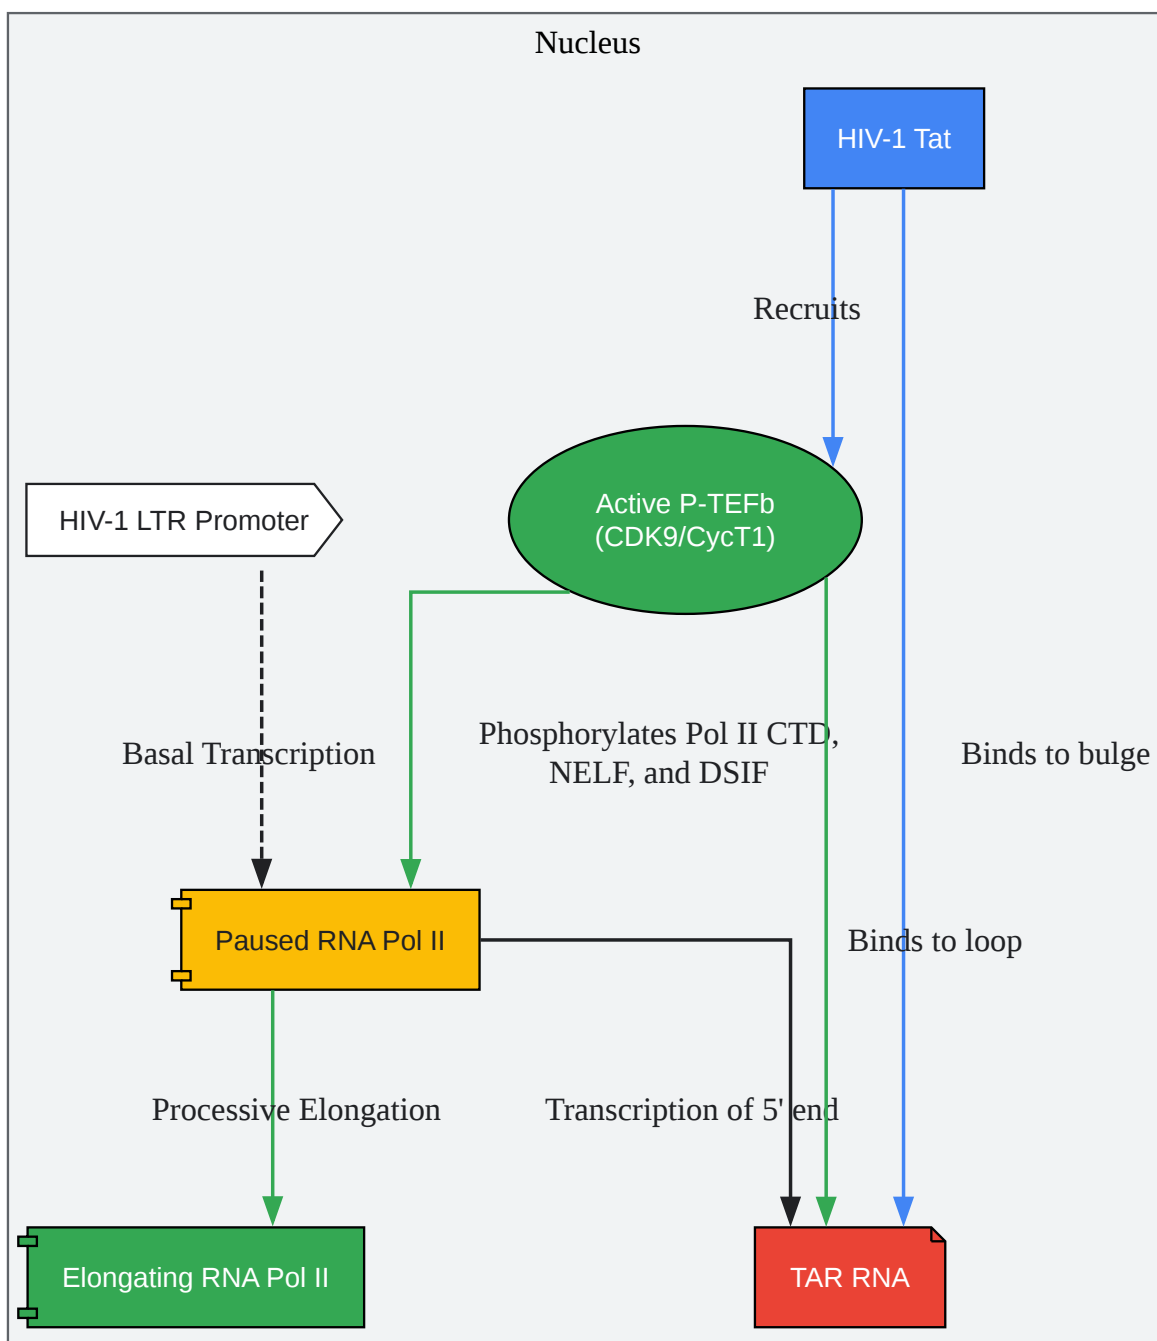 Nucleus
HIV-1 Tat
Recruits
Active P-TEFb
(CDK9/CycT1)
HIV-1 LTR Promoter
Phosphorylates Pol II CTD,
NELF, and DSIF
Basal Transcription
Binds to bulge
Paused RNA Pol II
Binds to loop
Processive Elongation
Transcription of 5' end
Elongating RNA Pol II
TAR RNA